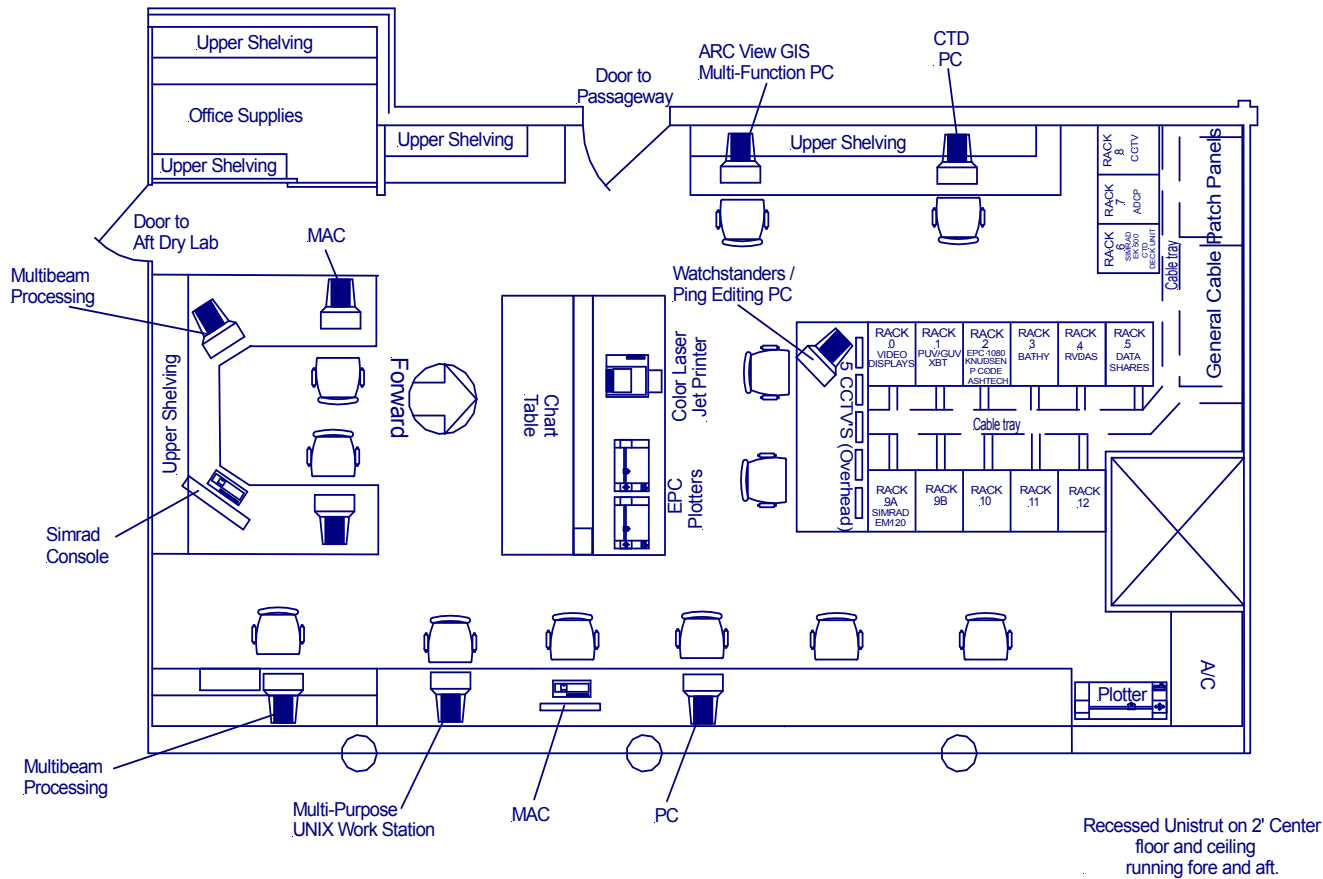 Upper Shelving
Office Supplies
Upper Shelving
Upper Shelving
Door to
Passageway
ARC View GIS
Multi-Function PC
CTD
PC
Upper Shelving
RACK
8
CCTV
RACK
7
ADCP
RACK
6
SIMRAD
EK 500
CTD
DECK UNIT
General Cable Patch Panels
Cable tray
Door to
Aft Dry Lab
MAC
Multibeam
Processing
Upper Shelving
Simrad
Console
Forward
Chart
Table
Color Laser
Jet Printer
EPC
Plotters
Watchstanders /
Ping Editing PC
5 CCTV'S (Overhead)
RACK
0
VIDEO
DISPLAYS
RACK
1
PUV/GUV
XBT
RACK
2
EPC-1080
KNUDSEN
P CODE
ASHTECH
RACK
3
BATHY
RACK
4
RVDAS
RACK
5
DATA
SHARES
Cable tray
RACK
9A
SIMRAD
EM120
RACK
9B
RACK
10
RACK
11
RACK
12
A/C
Plotter
Multibeam
Processing
Multi-Purpose
UNIX Work Station
MAC
PC
Recessed Unistrut on 2' Center
floor and ceiling
running fore and aft.